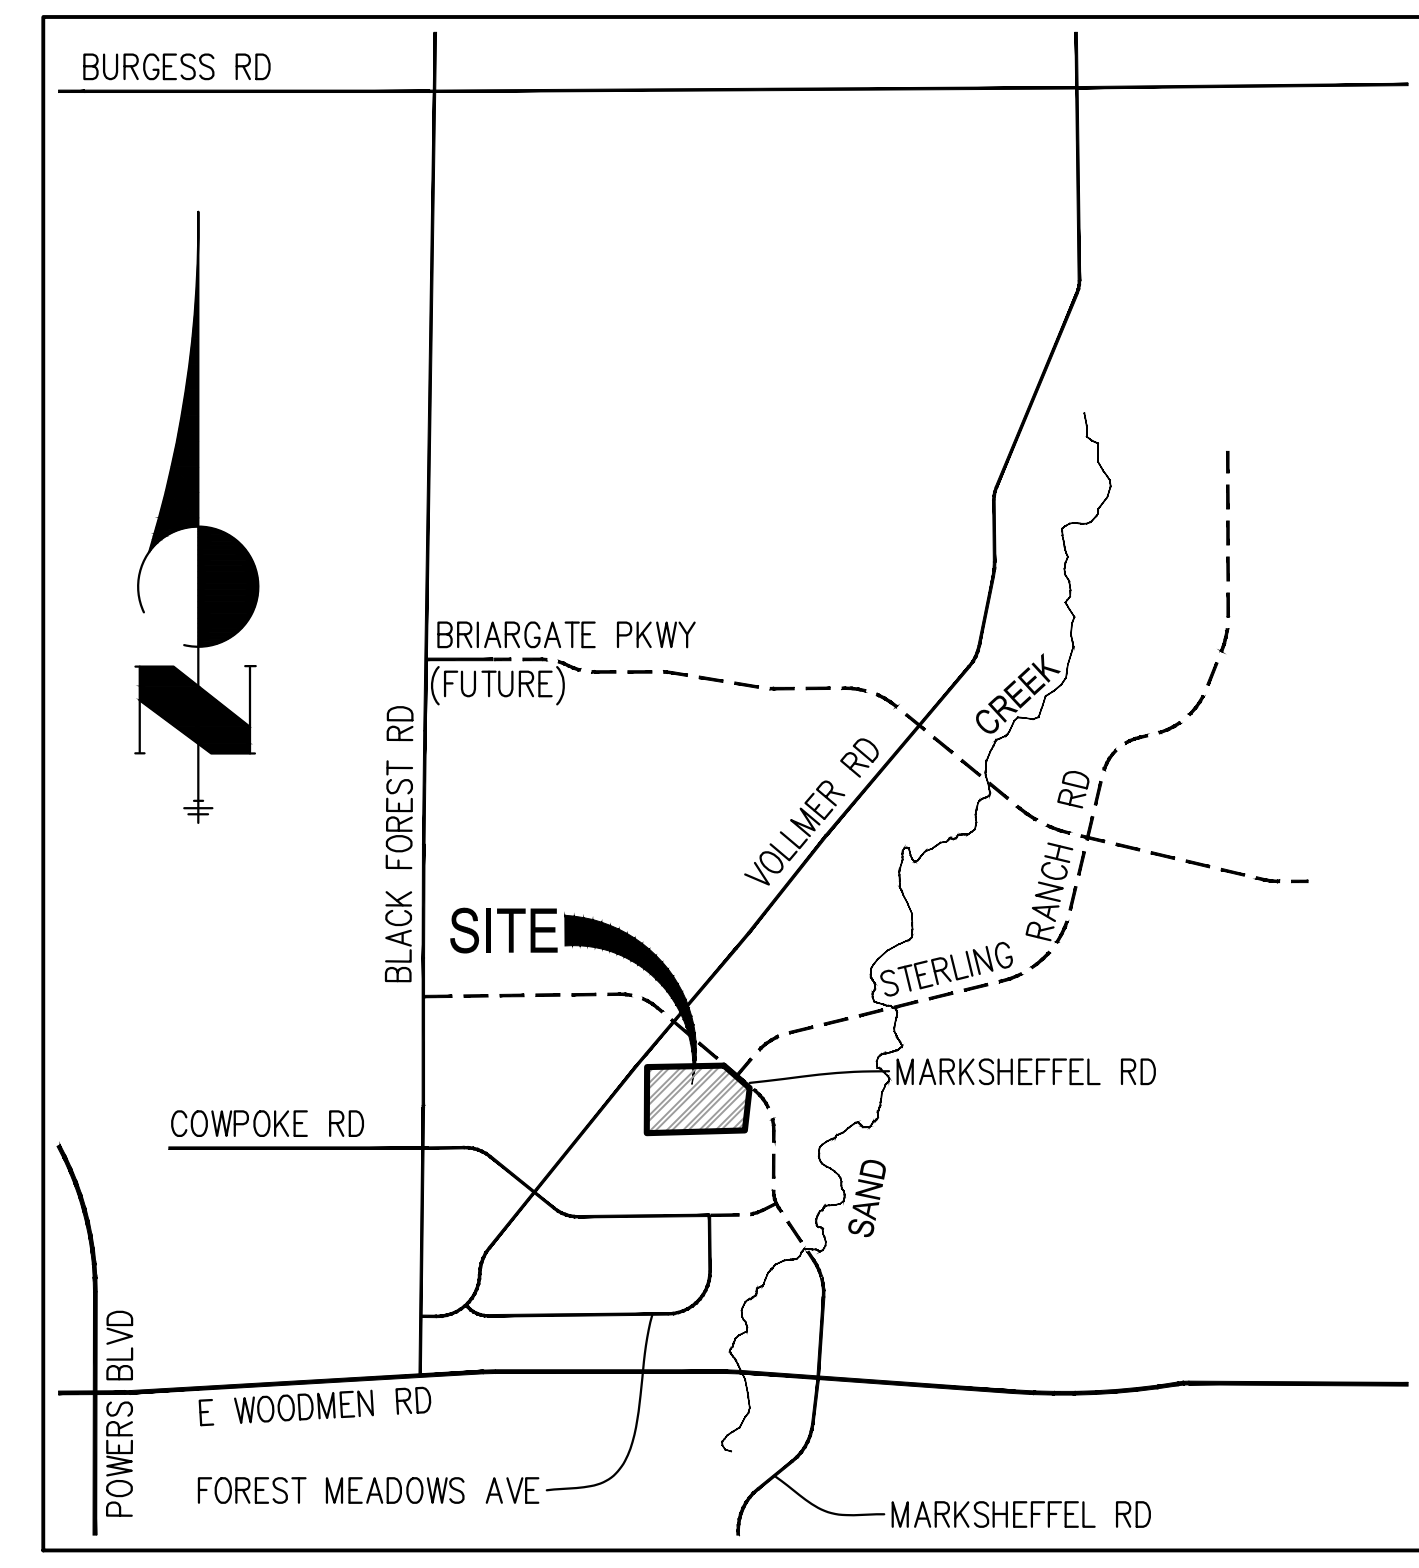 BURGESS RD
N
BRIARGATE PKWY
(FUTURE)
CREEK
BLACK FOREST RD
VOLLMER RD
STERLING RANCH RD
SITE
MARKSHEFFEL RD
COWPOKE RD
SAND
POWERS BLVD
E WOODMEN RD
FOREST MEADOWS AVE
MARKSHEFFEL RD